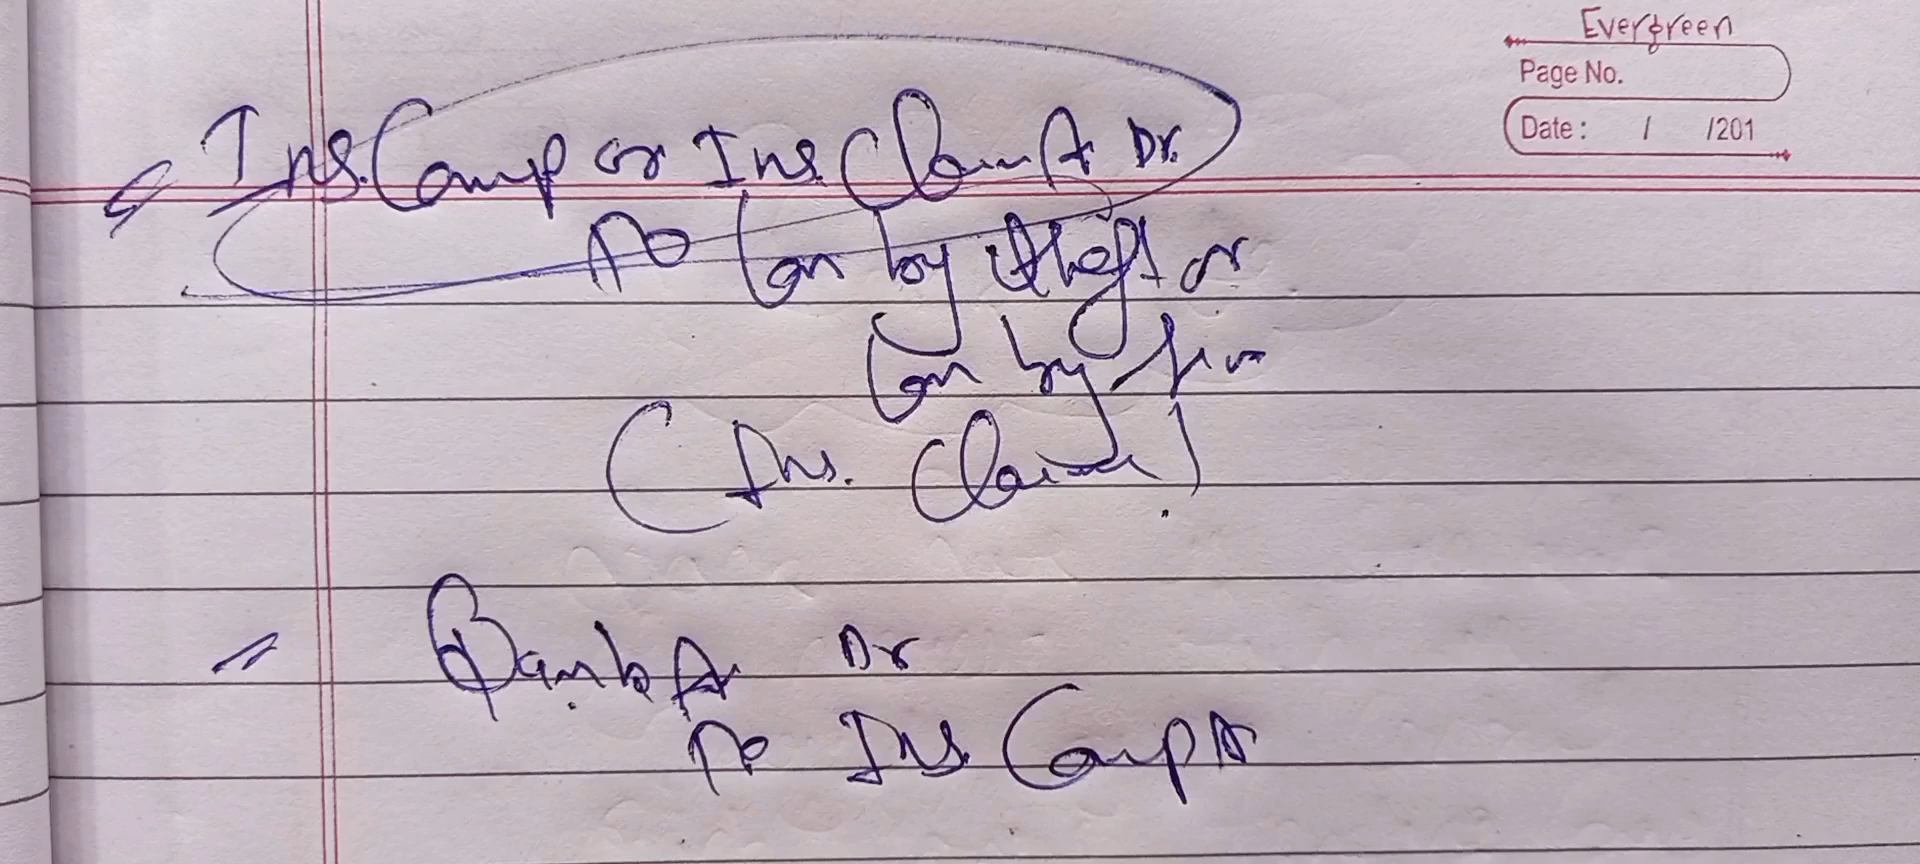 Evergreen
Page No.
Date : / /201
Ins. Comp or Ins. Claim A Dr.
To Loss by theft or
Loss by fire
(Ins. Claim)
Bank A Dr
To Ins. Comp A